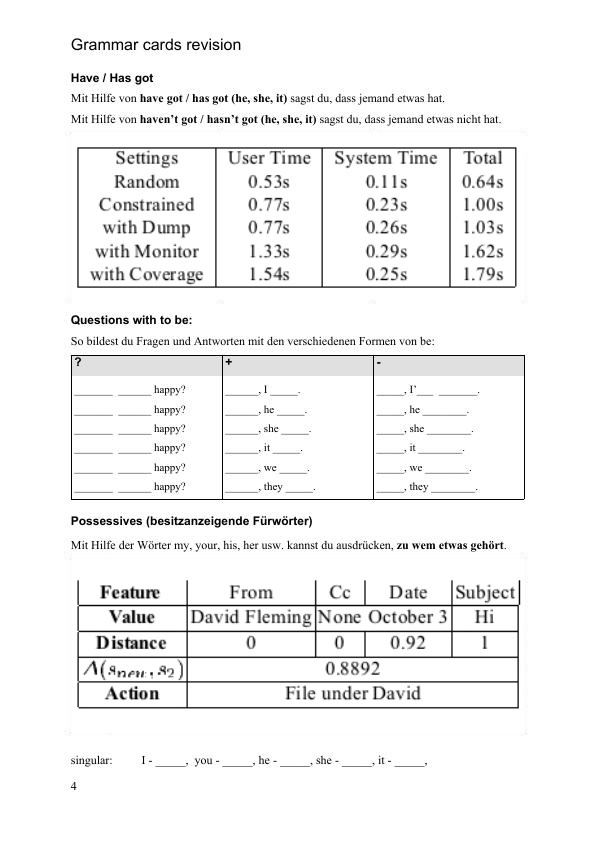 Grammar cards revision
Have / Has got
Mit Hilfe von have got / has got (he, she, it) sagst du, dass jemand etwas hat.
Mit Hilfe von haven't got / hasn't got (he, she, it) sagst du, dass jemand etwas nicht hat.
Settings User Time System Time Total
Random 0.53s 0.11s 0.64s
Constrained 0.77s 0.23s 1.00s
with Dump 0.77s 0.26s 1.03s
with Monitor 1.33s 0.29s 1.62s
with Coverage 1.54s 0.25s 1.79s
Questions with to be:
So bildest du Fragen und Antworten mit den verschiedenen Formen von be:
? + -
_______ ______ happy? ______, I _____. _____, I'___ _______.
_______ ______ happy? ______, he _____. _____, he ________.
_______ ______ happy? ______, she _____. _____, she ________.
_______ ______ happy? ______, it _____. _____, it ________.
_______ ______ happy? ______, we _____. _____, we ________.
_______ ______ happy? ______, they _____. _____, they ________.
Possessives (besitzanzeigende Fürwörter)
Mit Hilfe der Wörter my, your, his, her usw. kannst du ausdrücken, zu wem etwas gehört.
Feature From Cc Date Subject
Value David Fleming None October 3 Hi
Distance 0 0 0.92 1
Λ(s_new, s_2) 0.8892
Action File under David
singular: I - _____, you - _____, he - _____, she - _____, it - _____,
4